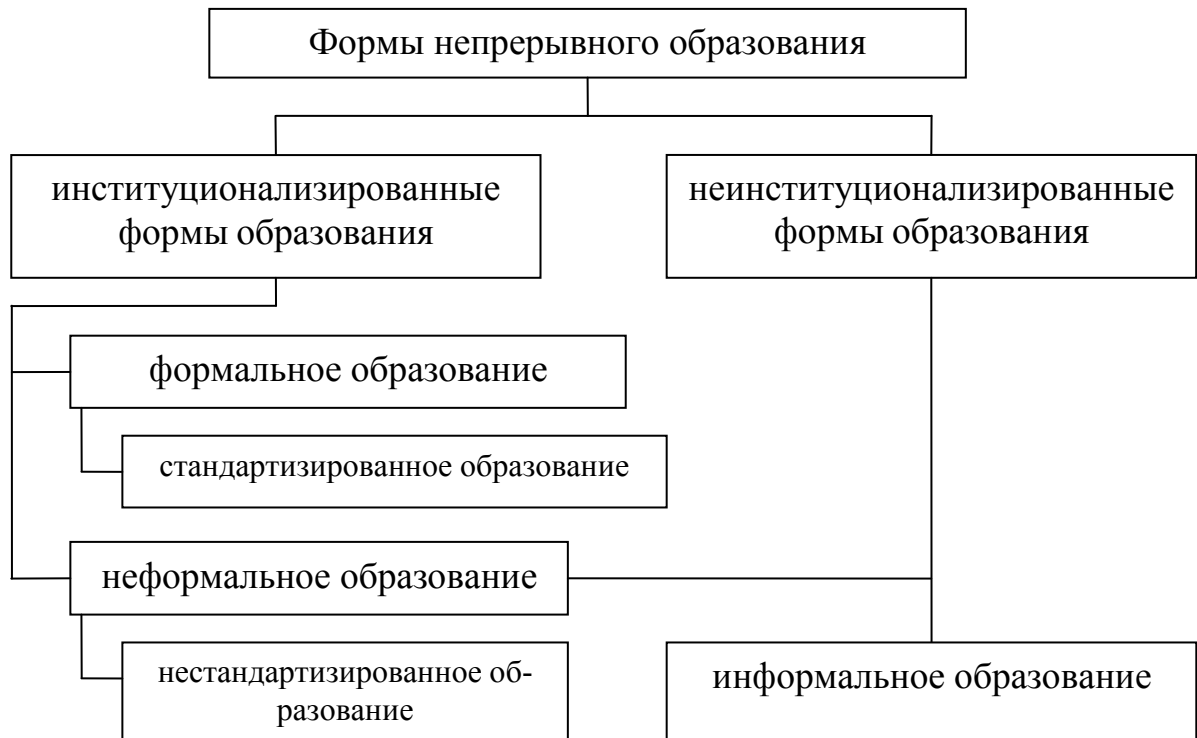 Формы непрерывного образования
институционализированные
формы образования
неинституционализированные
формы образования
формальное образование
стандартизированное образование
неформальное образование
нестандартизированное об-
разование
информальное образование